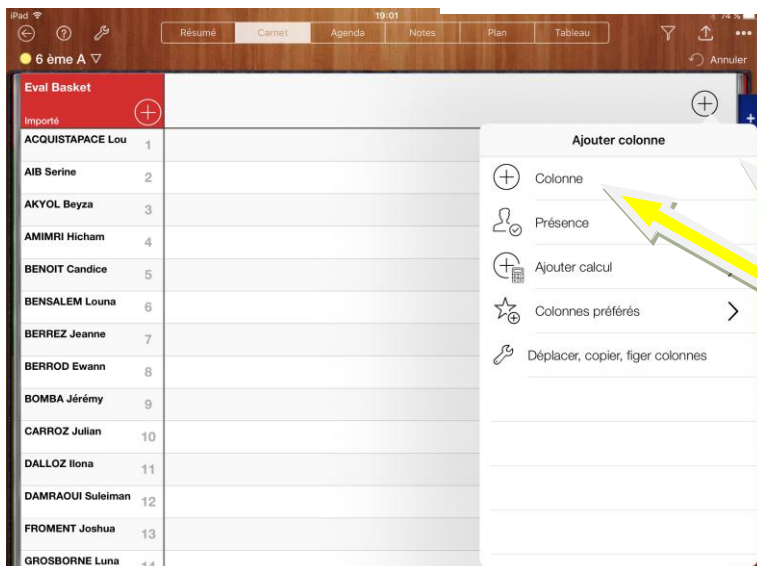 iPad 19:01 74 %
Résumé Carnet Agenda Notes Plan Tableau
6 ème A Annuler
Eval Basket
Importé
Ajouter colonne
Colonne
Présence
Ajouter calcul
Colonnes préférés
Déplacer, copier, figer colonnes
ACQUISTAPACE Lou 1
AIB Serine 2
AKYOL Beyza 3
AMIMRI Hicham 4
BENOIT Candice 5
BENSALEM Louna 6
BERREZ Jeanne 7
BERROD Ewann 8
BOMBA Jérémy 9
CARROZ Julian 10
DALLOZ Ilona 11
DAMRAOUI Suleiman 12
FROMENT Joshua 13
GROSBORNE Luna 14